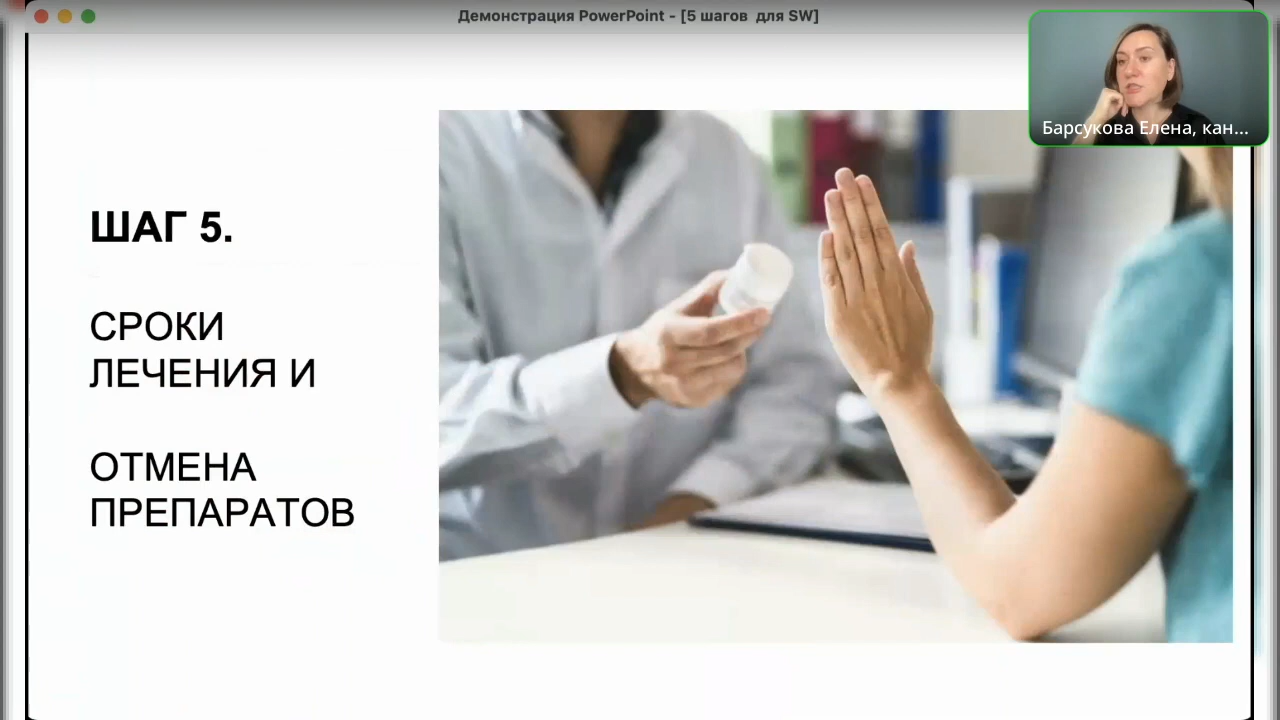 Демонстрация PowerPoint - [5 шагов  для SW]
Барсукова Елена, кан...
ШАГ 5.
СРОКИ
ЛЕЧЕНИЯ И
ОТМЕНА
ПРЕПАРАТОВ